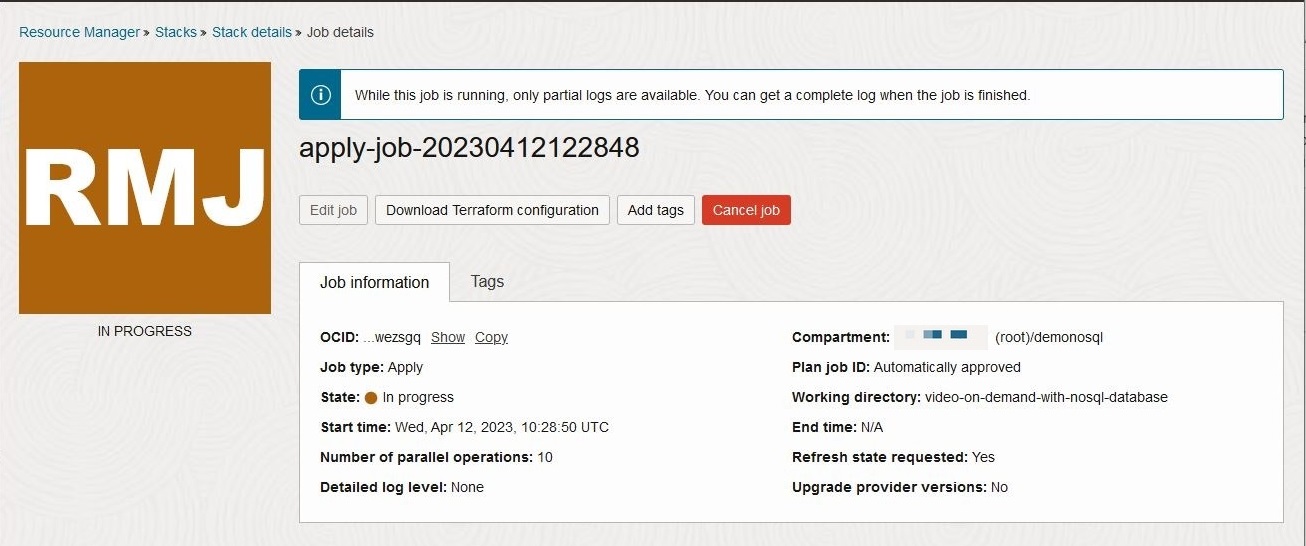 Resource Manager » Stacks » Stack details » Job details
RMJ
IN PROGRESS
While this job is running, only partial logs are available. You can get a complete log when the job is finished.
apply-job-20230412122848
Edit job Download Terraform configuration Add tags Cancel job
Job information Tags
OCID: ...wezsgq Show Copy
Job type: Apply
State: In progress
Start time: Wed, Apr 12, 2023, 10:28:50 UTC
Number of parallel operations: 10
Detailed log level: None
Compartment: (root)/demonosql
Plan job ID: Automatically approved
Working directory: video-on-demand-with-nosql-database
End time: N/A
Refresh state requested: Yes
Upgrade provider versions: No